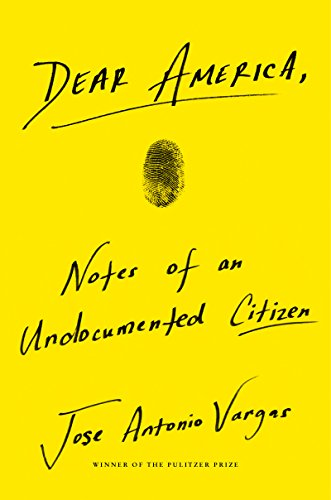 DEAR AMERICA,
Notes of an
Undocumented Citizen
Jose Antonio Vargas
WINNER OF THE PULITZER PRIZE